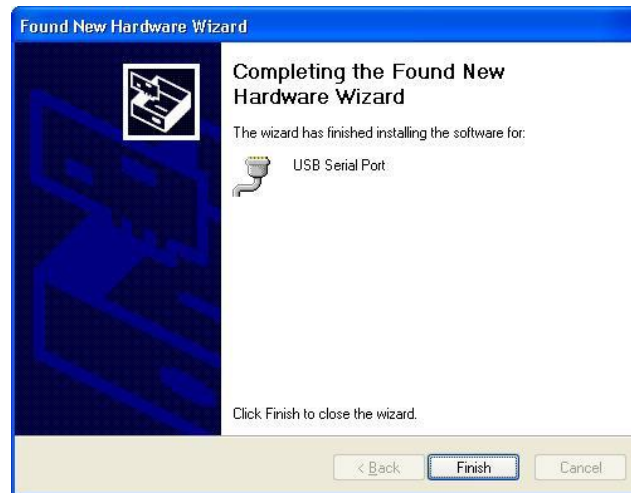 Found New Hardware Wizard
Completing the Found New
Hardware Wizard
The wizard has finished installing the software for:
USB Serial Port
Click Finish to close the wizard.
< Back
Finish
Cancel